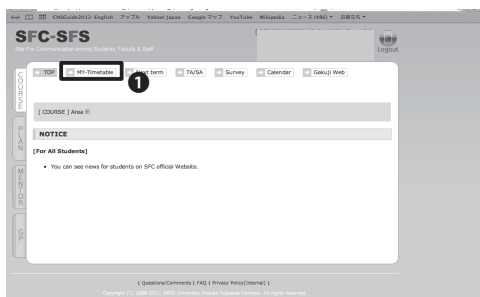 CNSGuide2012-English アップル Yahoo! Japan Google マップ YouTube Wikipedia ニュース (486) お役立ち
SFC-SFS
Site For Communication among Students, Faculty & Staff
Logout
TOP MY-Timetable Next term TA/SA Survey Calendar Gakuji Web
1
COURSE
[ COURSE ] Area
PLAN
NOTICE
[For All Students]
• You can see news for students on SFC official Website.
MENTOR
GP
| Questions/Comments | FAQ | Privacy Policy(internal) |
Copyright (C) 2006-2011, KEIO University Shonan Fujisawa Campus. All rights reserved.